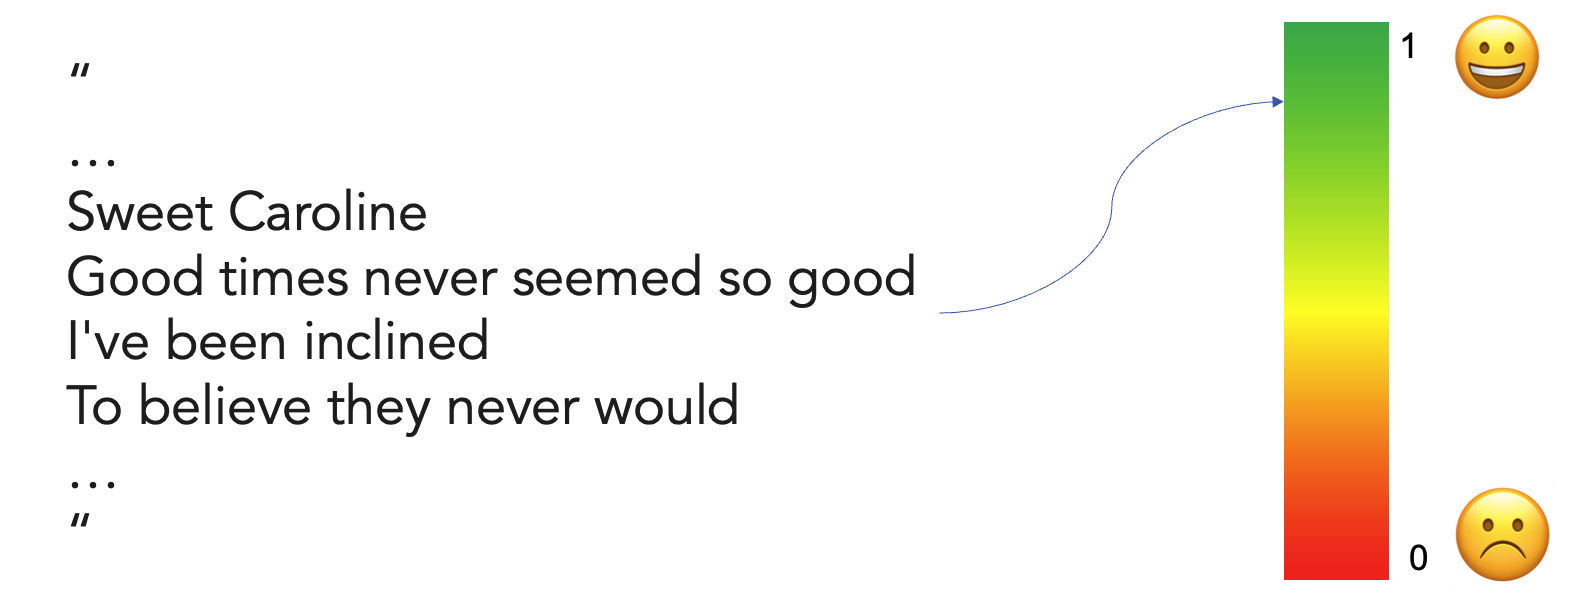 “
...
Sweet Caroline
Good times never seemed so good
I've been inclined
To believe they never would
...
“
1
0